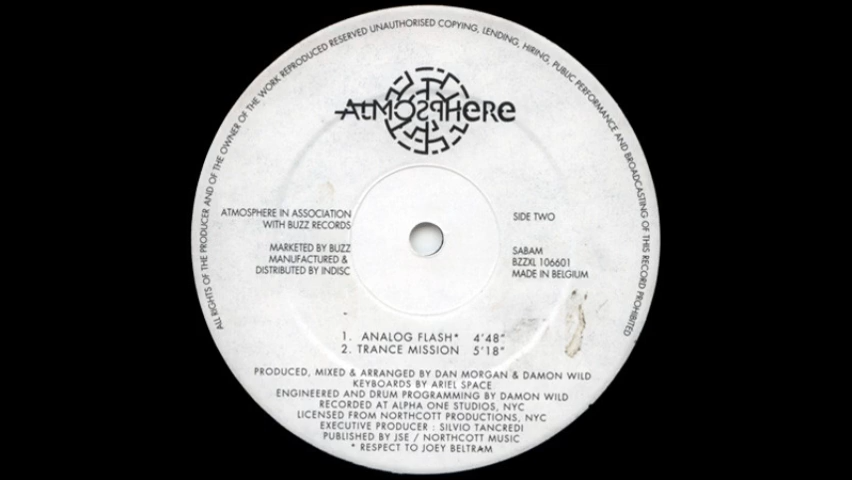 ALL RIGHTS OF THE PRODUCER AND OF THE OWNER OF THE WORK REPRODUCED RESERVED UNAUTHORISED COPYING, LENDING, HIRING, PUBLIC PERFORMANCE AND BROADCASTING OF THIS RECORD PROHIBITED
ATMOSPHERE
ATMOSPHERE IN ASSOCIATION
WITH BUZZ RECORDS
MARKETED BY BUZZ
MANUFACTURED &
DISTRIBUTED BY INDISC
SIDE TWO
SABAM
BZZXL 106601
MADE IN BELGIUM
1. ANALOG FLASH* 4'48"
2. TRANCE MISSION 5'18"
PRODUCED, MIXED & ARRANGED BY DAN MORGAN & DAMON WILD
KEYBOARDS BY ARIEL SPACE
ENGINEERED AND DRUM PROGRAMMING BY DAMON WILD
RECORDED AT ALPHA ONE STUDIOS, NYC
LICENSED FROM NORTHCOTT PRODUCTIONS, NYC
EXECUTIVE PRODUCER : SILVIO TANCREDI
PUBLISHED BY JSE / NORTHCOTT MUSIC
* RESPECT TO JOEY BELTRAM